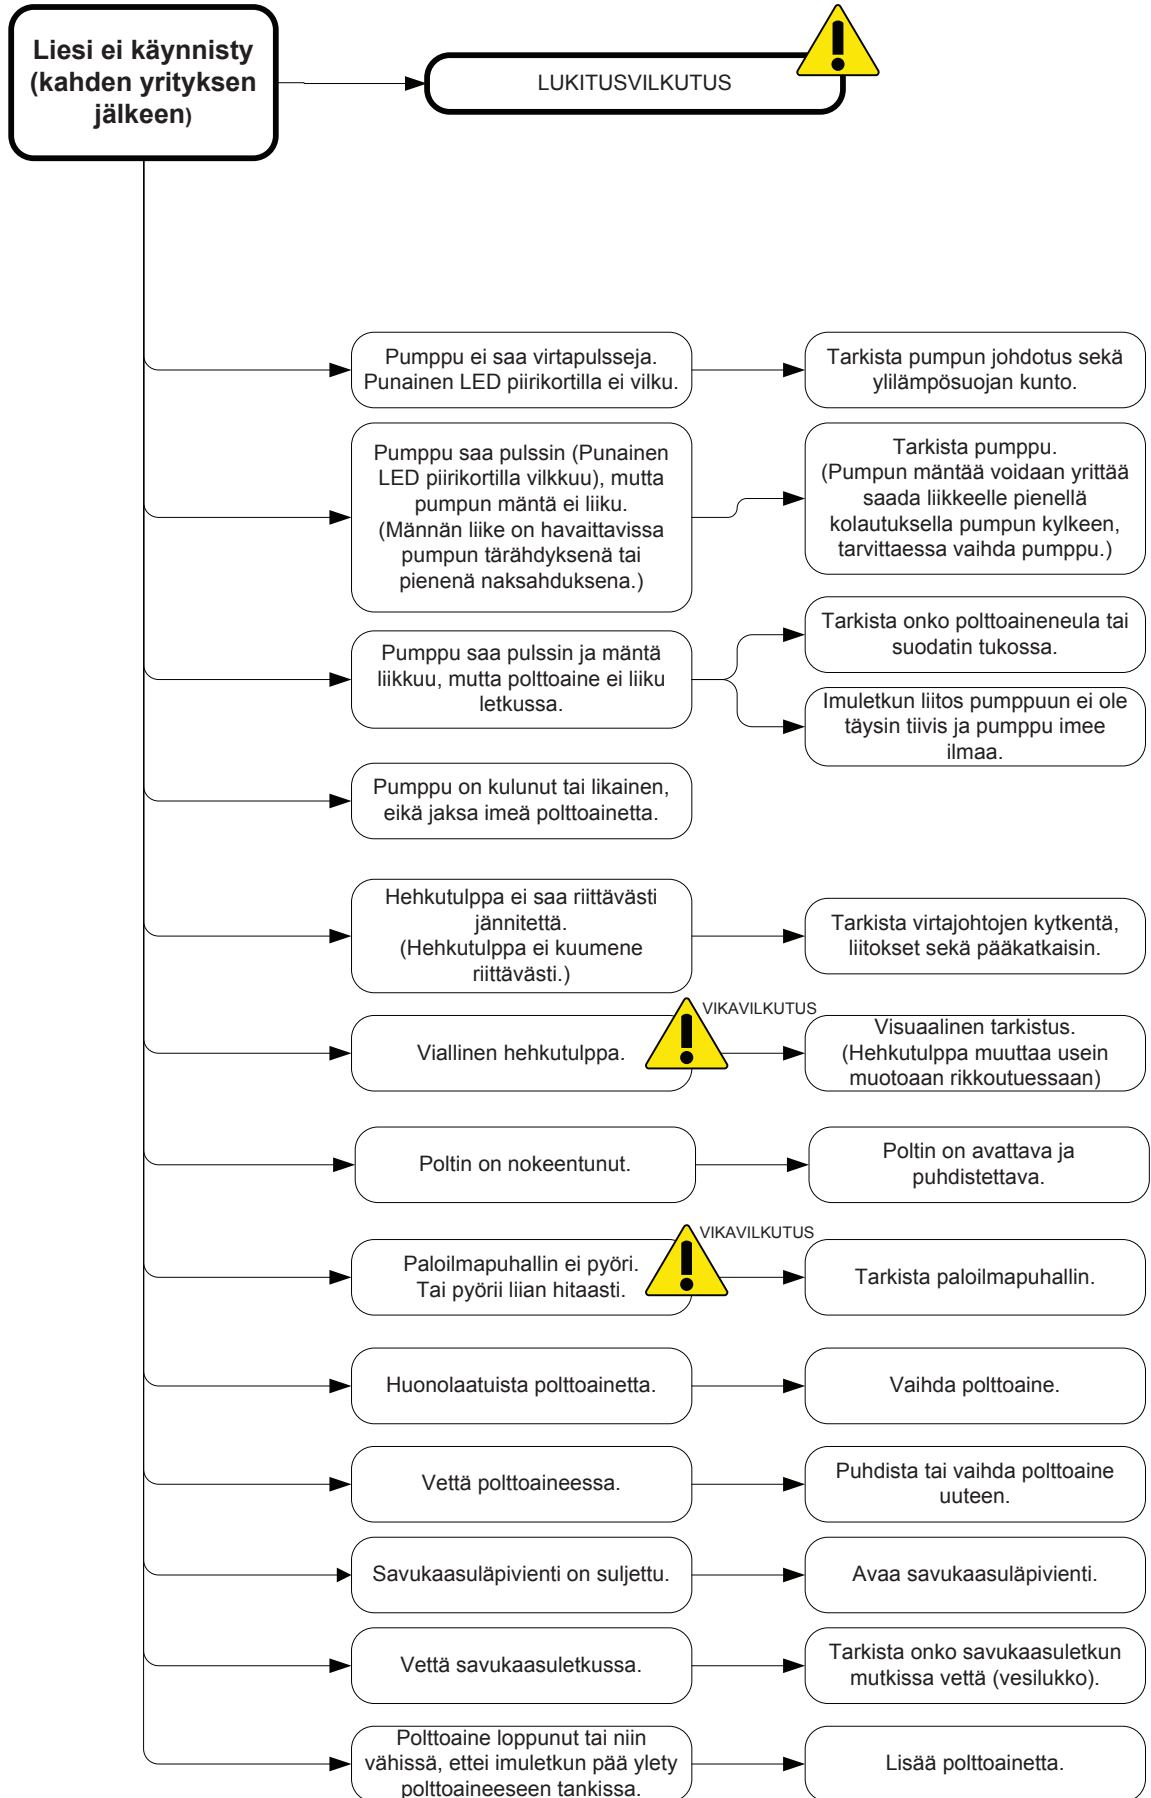 Liesi ei käynnisty
(kahden yrityksen
jälkeen)
LUKITUSVILKUTUS
Pumppu ei saa virtapulsseja.
Punainen LED piirikortilla ei vilku.
Tarkista pumpun johdotus sekä
ylilämpösuojan kunto.
Pumppu saa pulssin (Punainen
LED piirikortilla vilkkuu), mutta
pumpun mäntä ei liiku.
(Männän liike on havaittavissa
pumpun tärähdyksenä tai
pienenä naksahduksena.)
Tarkista pumppu.
(Pumpun mäntää voidaan yrittää
saada liikkeelle pienellä
kolautuksella pumpun kylkeen,
tarvittaessa vaihda pumppu.)
Pumppu saa pulssin ja mäntä
liikkuu, mutta polttoaine ei liiku
letkussa.
Tarkista onko polttoaineneula tai
suodatin tukossa.
Imuletkun liitos pumppuun ei ole
täysin tiivis ja pumppu imee
ilmaa.
Pumppu on kulunut tai likainen,
eikä jaksa imeä polttoainetta.
Hehkutulppa ei saa riittävästi
jännitettä.
(Hehkutulppa ei kuumene
riittävästi.)
Tarkista virtajohtojen kytkentä,
liitokset sekä pääkatkaisin.
Viallinen hehkutulppa.
VIKAVILKUTUS
Visuaalinen tarkistus.
(Hehkutulppa muuttaa usein
muotoaan rikkoutuessaan)
Poltin on nokeentunut.
Poltin on avattava ja
puhdistettava.
Paloilmapuhallin ei pyöri.
Tai pyörii liian hitaasti.
VIKAVILKUTUS
Tarkista paloilmapuhallin.
Huonolaatuista polttoainetta.
Vaihda polttoaine.
Vettä polttoaineessa.
Puhdista tai vaihda polttoaine
uuteen.
Savukaasuläpivienti on suljettu.
Avaa savukaasuläpivienti.
Vettä savukaasuletkussa.
Tarkista onko savukaasuletkun
mutkissa vettä (vesilukko).
Polttoaine loppunut tai niin
vähissä, ettei imuletkun pää ylety
polttoaineeseen tankissa.
Lisää polttoainetta.